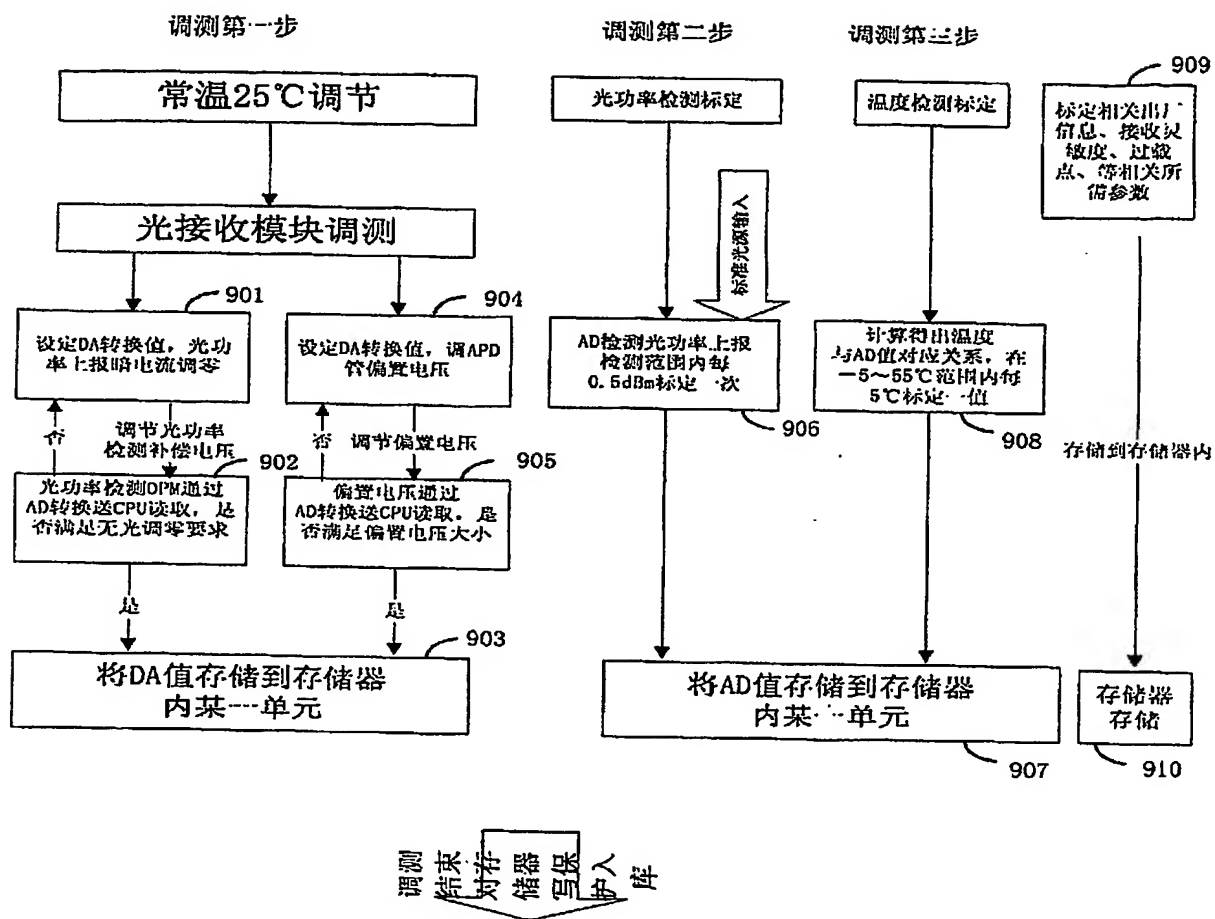 调测第一步
常温25℃调节
光接收模块调测
901
设定DA转换值，光功
率上报暗电流调零
904
设定DA转换值，调APD
管偏置电压
否
调节光功率
检测补偿电压
902
光功率检测OPM通过
AD转换送CPU读取，是
否满足无光调零要求
否
调节偏置电压
905
偏置电压通过
AD转换送CPU读取，是
否满足偏置电压大小
是
是
903
将DA值存储到存储器
内某一单元
调测第二步
光功率检测标定
标准光源输入
AD检测光功率上报
检测范围内每
0.5dBm标定一次
906
调测第三步
温度检测标定
计算得出温度
与AD值对应关系，在
－5～55℃范围内每
5℃标定一值
908
将AD值存储到存储器
内某一单元
907
909
标定相关出厂
信息、接收灵
敏度、过载
点、等相关所
需参数
存储到存储器内
存储器
存储
910
调测
结束
对存
储器
写保
护入
库